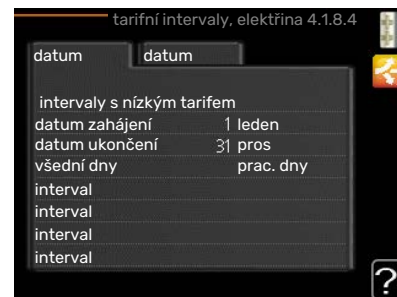 tarifní intervaly, elektřina 4.1.8.4
datum datum
intervaly s nízkým tarifem
datum zahájení 1 leden
datum ukončení 31 pros
všední dny prac. dny
interval
interval
interval
interval
?